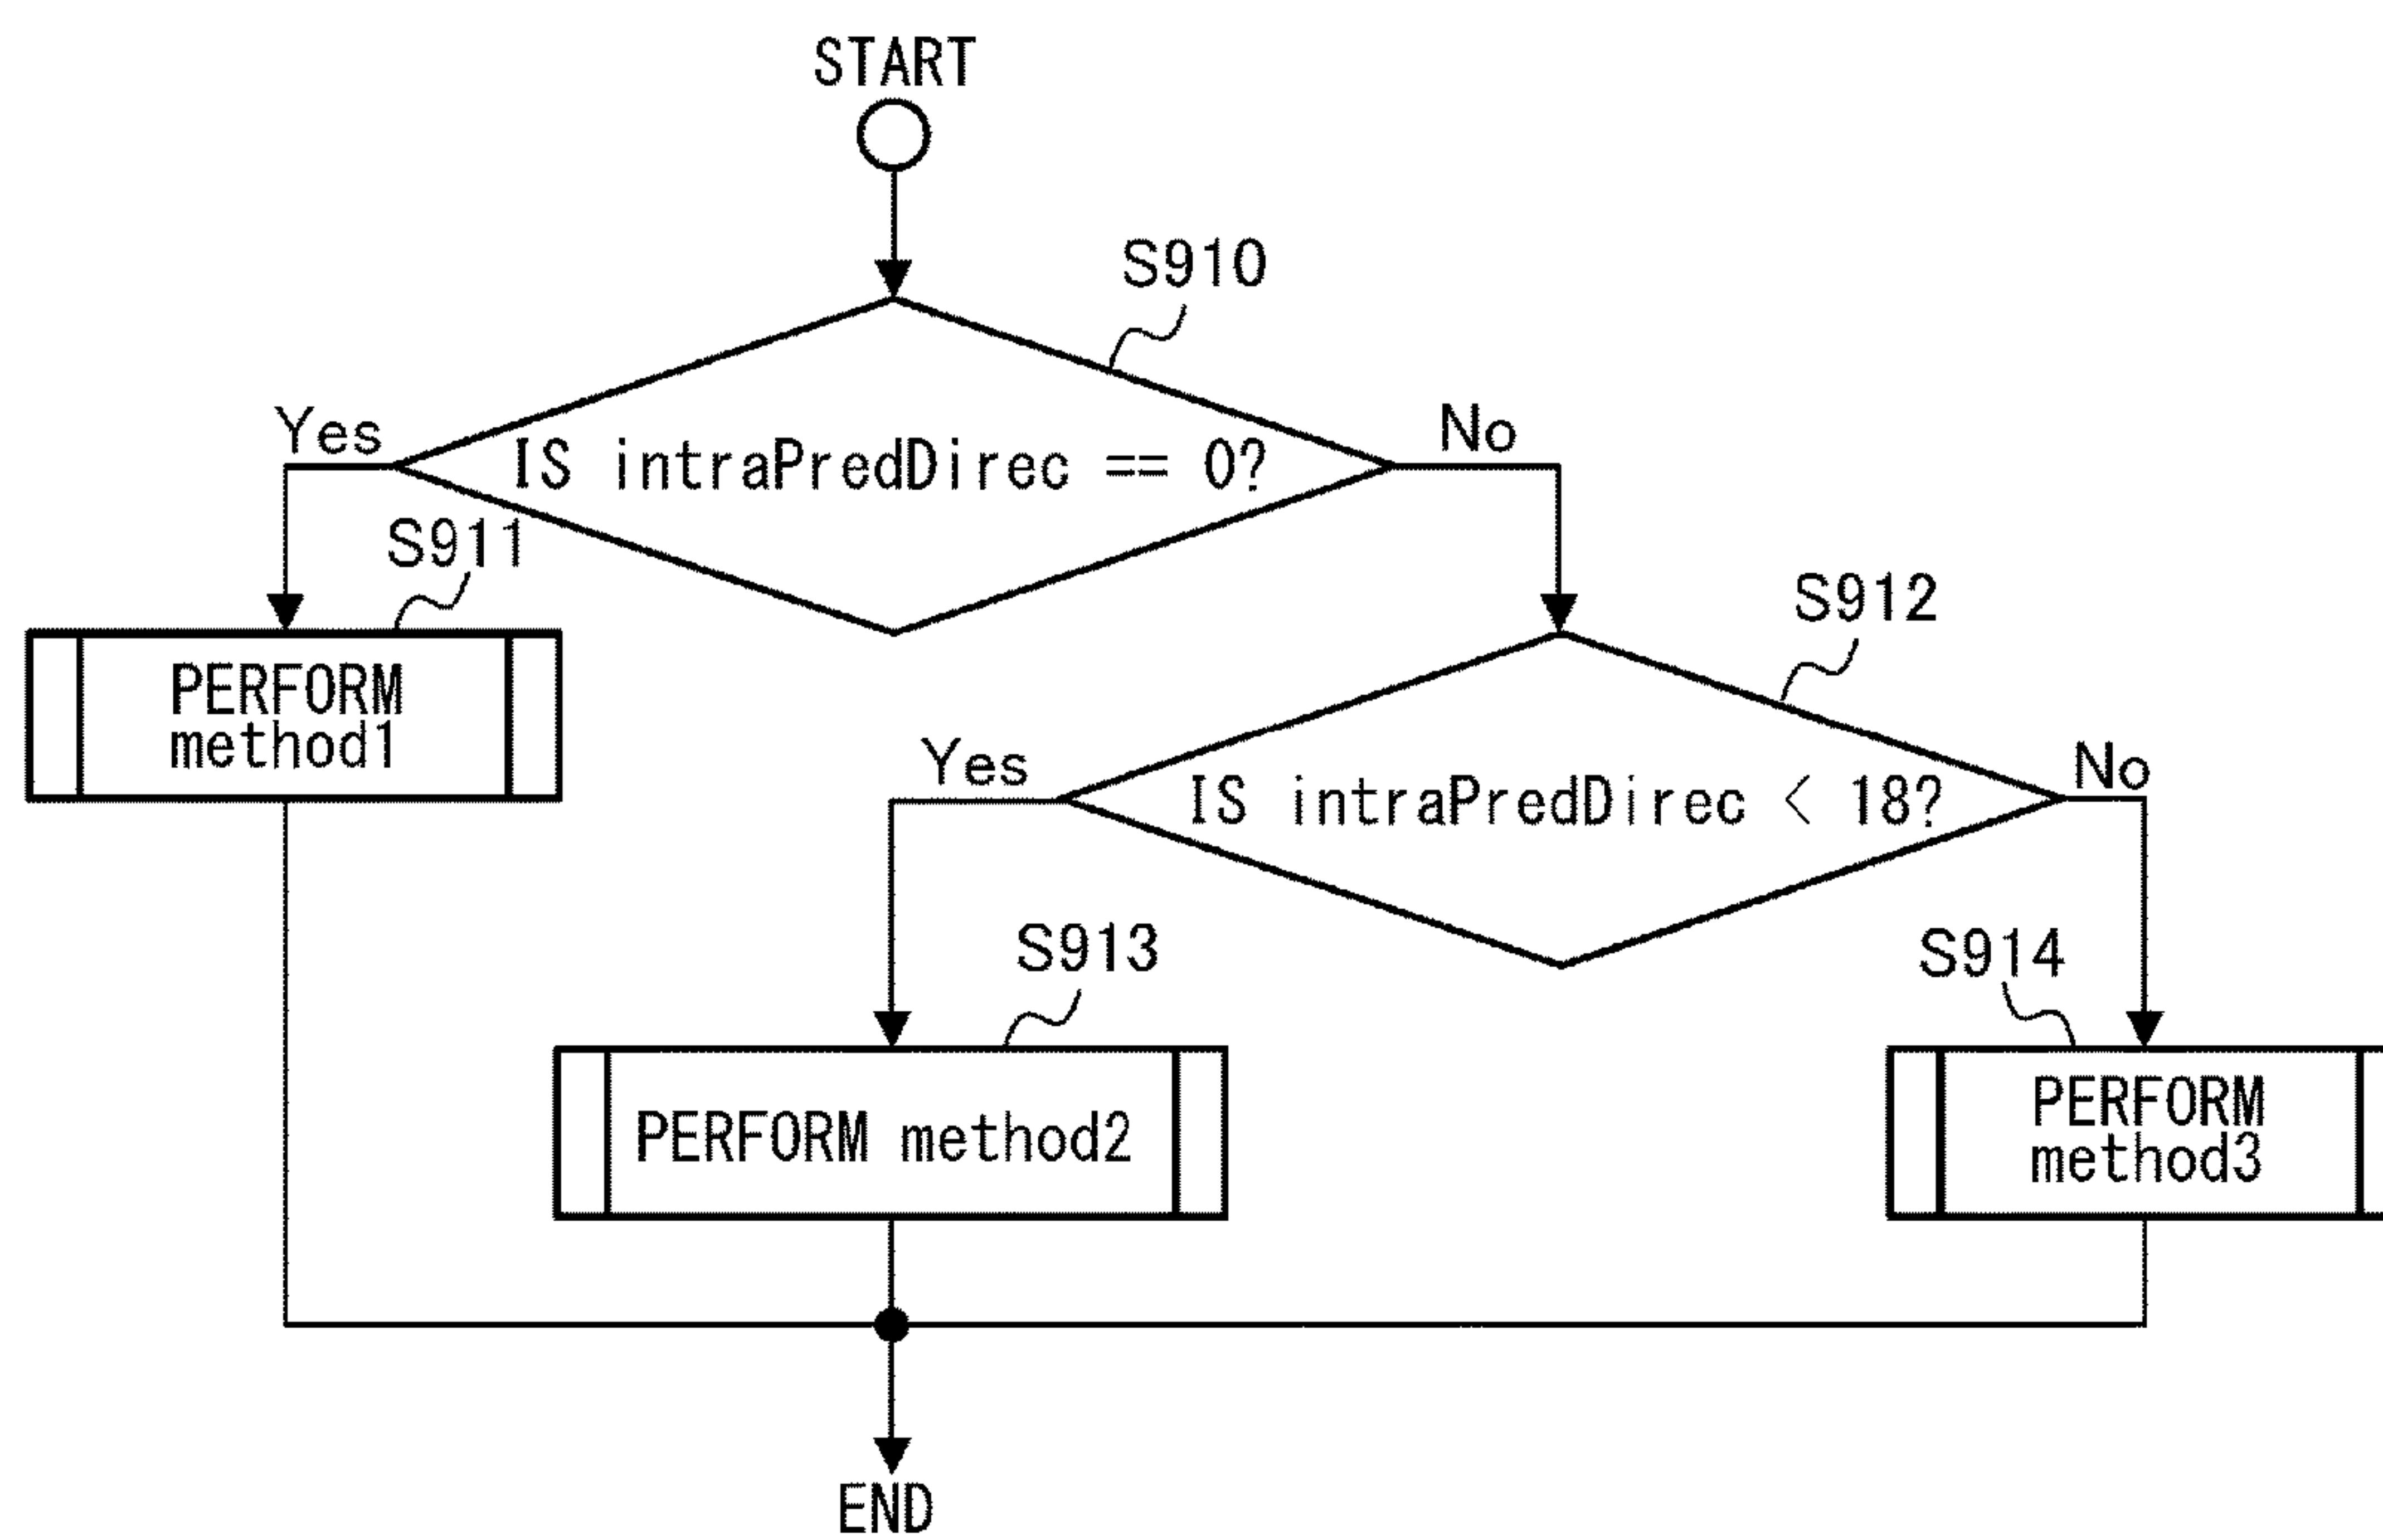 START
S910
Yes
IS intraPredDirec == 0?
No
S911
PERFORM
method1
S912
Yes
IS intraPredDirec < 18?
No
S913
PERFORM method2
S914
PERFORM
method3
END